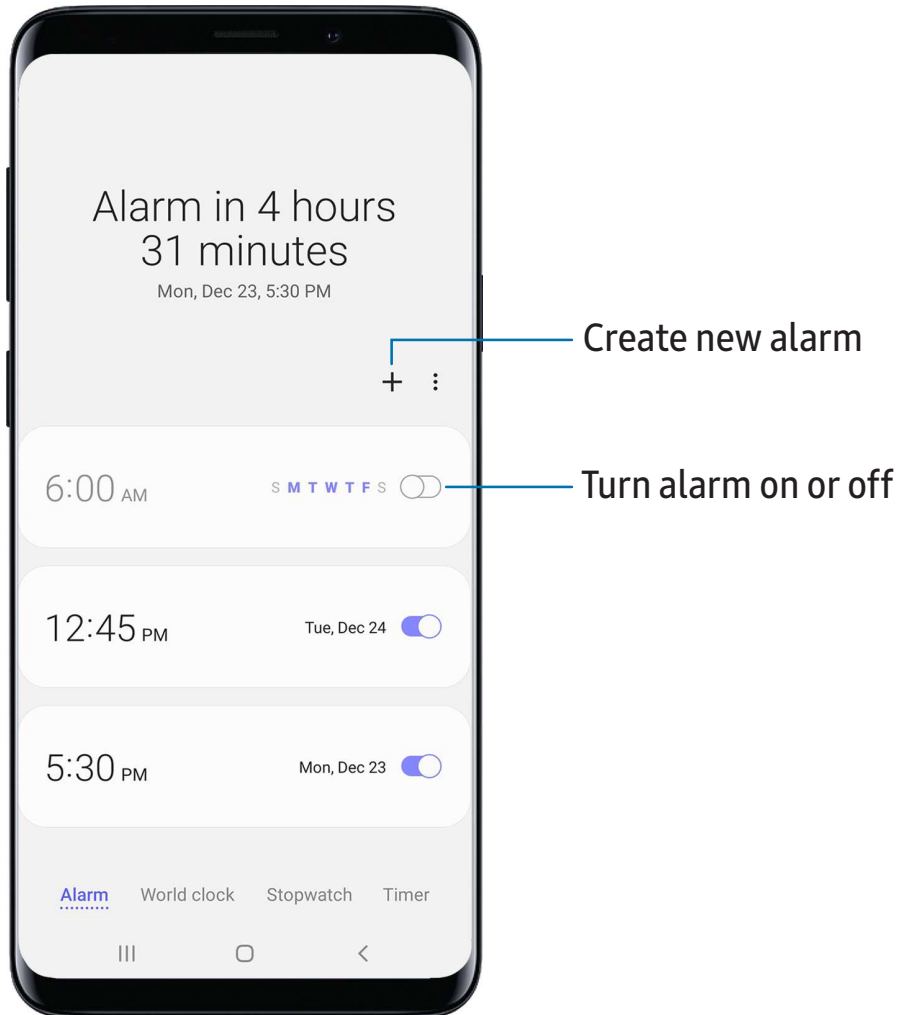 Alarm in 4 hours
31 minutes
Mon, Dec 23, 5:30 PM
Create new alarm
6:00 AM S M T W T F S
Turn alarm on or off
12:45 PM Tue, Dec 24
5:30 PM Mon, Dec 23
Alarm World clock Stopwatch Timer